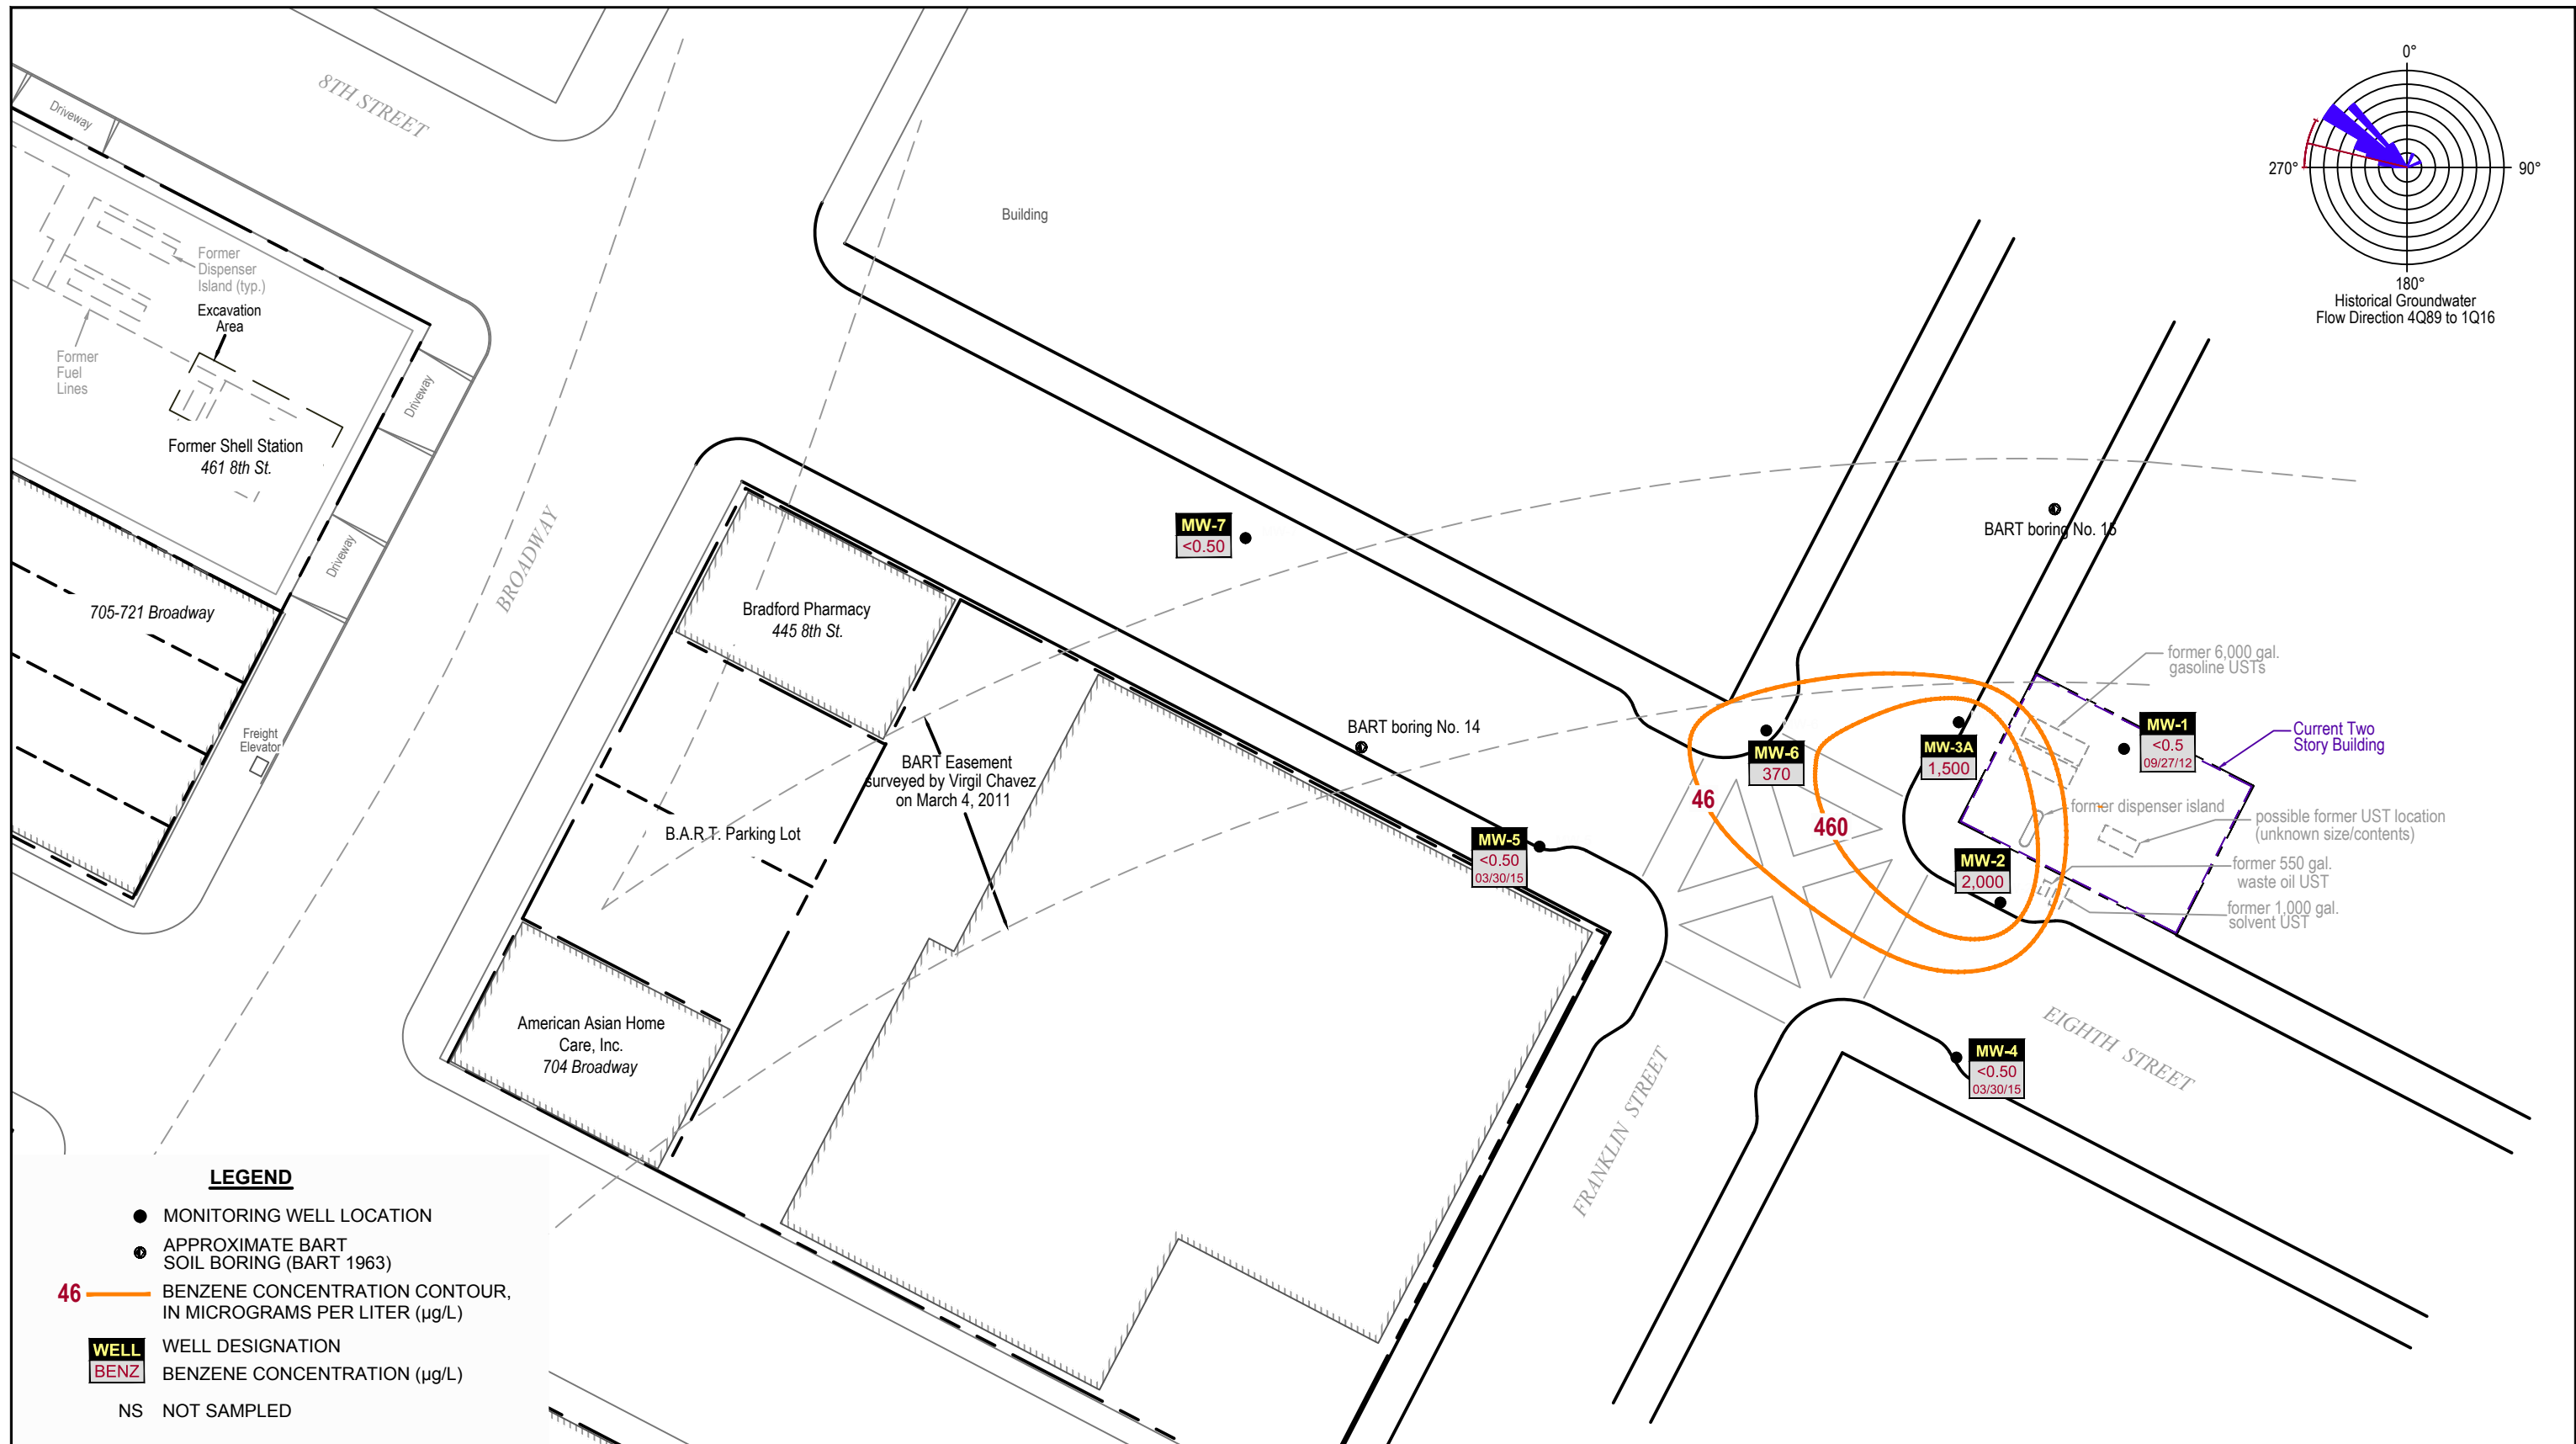 0°
270°
90°
180°
Historical Groundwater
Flow Direction 4Q89 to 1Q16
8TH STREET
Driveway
Building
Former
Dispenser
Island (typ.)
Excavation
Area
Former
Fuel
Lines
Driveway
Former Shell Station
461 8th St.
Driveway
BROADWAY
705-721 Broadway
Freight
Elevator
MW-7
<0.50
BART boring No. 15
Bradford Pharmacy
445 8th St.
BART boring No. 14
BART Easement
surveyed by Virgil Chavez
on March 4, 2011
B.A.R.T. Parking Lot
American Asian Home
Care, Inc.
704 Broadway
former 6,000 gal.
gasoline USTs
MW-1
<0.5
09/27/12
Current Two
Story Building
MW-6
370
MW-3A
1,500
46
460
former dispenser island
possible former UST location
(unknown size/contents)
MW-5
<0.50
03/30/15
MW-2
2,000
former 550 gal.
waste oil UST
former 1,000 gal.
solvent UST
EIGHTH STREET
MW-4
<0.50
03/30/15
FRANKLIN STREET
LEGEND
MONITORING WELL LOCATION
APPROXIMATE BART
SOIL BORING (BART 1963)
46
BENZENE CONCENTRATION CONTOUR,
IN MICROGRAMS PER LITER (µg/L)
WELL
WELL DESIGNATION
BENZ
BENZENE CONCENTRATION (µg/L)
NS NOT SAMPLED